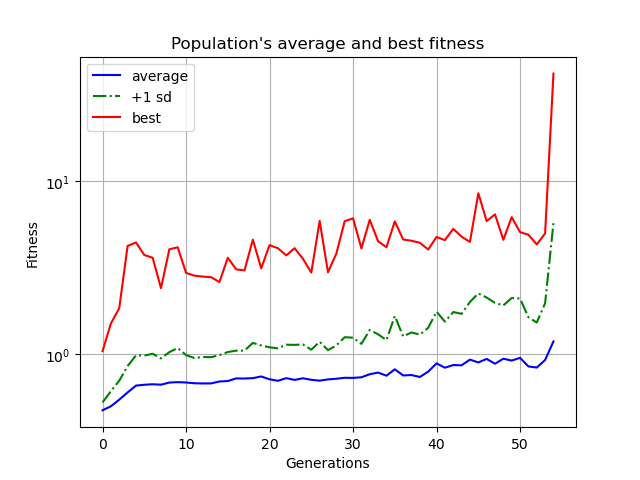 Population's average and best fitness
average
+1 sd
best
10¹
10⁰
Fitness
0 10 20 30 40 50
Generations